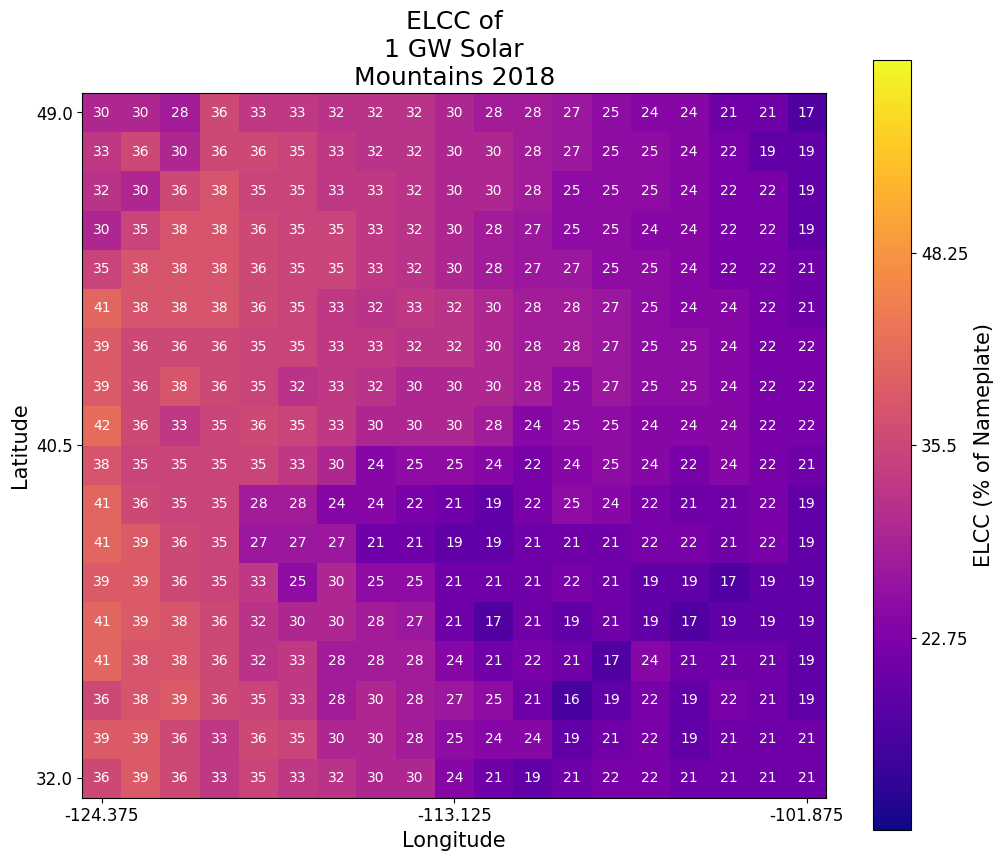 ELCC of
1 GW Solar
Mountains 2018
49.0
30 30 28 36 33 33 32 32 32 30 28 28 27 25 24 24 21 21 17
33 36 30 36 36 35 33 32 32 30 30 28 27 25 25 24 22 19 19
32 30 36 38 35 35 33 33 32 30 30 28 25 25 25 24 22 22 19
30 35 38 38 36 35 35 33 32 30 28 27 25 25 24 24 22 22 19
35 38 38 38 36 35 35 33 32 30 28 27 27 25 25 24 22 22 21
48.25
41 38 38 38 36 35 33 32 33 32 30 28 28 27 25 24 24 22 21
39 36 36 36 35 35 33 33 32 32 30 28 28 27 25 25 24 22 22
39 36 38 36 35 32 33 32 30 30 30 28 25 27 25 25 24 22 22
42 36 33 35 36 35 33 30 30 30 28 24 25 25 24 24 24 22 22
40.5
35.5
38 35 35 35 35 33 30 24 25 25 24 22 24 25 24 22 24 22 21
41 36 35 35 28 28 24 24 22 21 19 22 25 24 22 21 21 22 19
41 39 36 35 27 27 27 21 21 19 19 21 21 21 22 22 21 22 19
39 39 36 35 33 25 30 25 25 21 21 21 22 21 19 19 17 19 19
41 39 38 36 32 30 30 28 27 21 17 21 19 21 19 17 19 19 19
22.75
41 38 38 36 32 33 28 28 28 24 21 22 21 17 24 21 21 21 19
36 38 39 36 35 33 28 30 28 27 25 21 16 19 22 19 22 21 19
39 39 36 33 36 35 30 30 28 25 24 24 19 21 22 19 21 21 21
32.0
36 39 36 33 35 33 32 30 30 24 21 19 21 22 22 21 21 21 21
-124.375
-113.125
-101.875
Longitude
Latitude
ELCC (% of Nameplate)